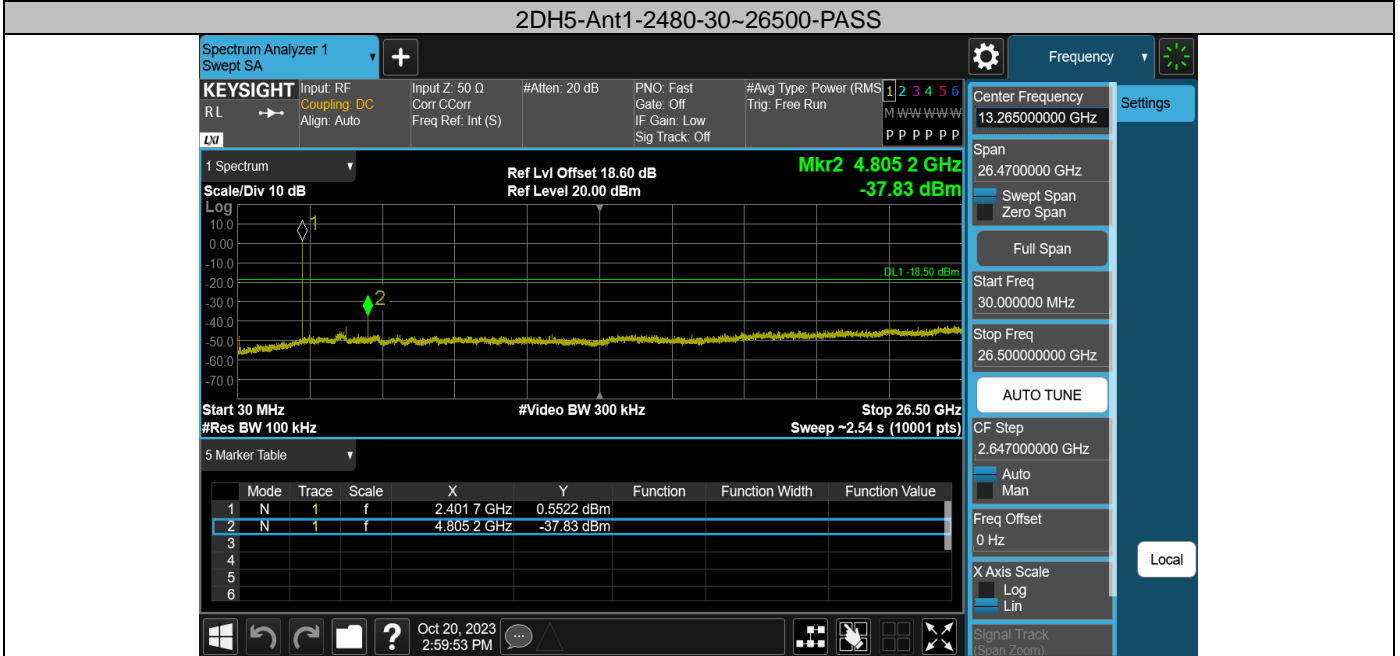 2DH5-Ant1-2480-30~26500-PASS
Spectrum Analyzer 1
Swept SA
+
Frequency
KEYSIGHT
RL
LXI
Input: RF
Coupling: DC
Align: Auto
Input Z: 50 Ω
Corr CCorr
Freq Ref: Int (S)
#Atten: 20 dB
PNO: Fast
Gate: Off
IF Gain: Low
Sig Track: Off
#Avg Type: Power (RMS
Trig: Free Run
1 2 3 4 5 6
M W W W W W
P P P P P P
1 Spectrum
Scale/Div 10 dB
Ref Lvl Offset 18.60 dB
Ref Level 20.00 dBm
Mkr2 4.805 2 GHz
-37.83 dBm
Log
10.0
0.00
-10.0
-20.0
-30.0
-40.0
-50.0
-60.0
-70.0
1
2
DL1 -18.50 dBm
Start 30 MHz
#Video BW 300 kHz
Stop 26.50 GHz
#Res BW 100 kHz
Sweep ~2.54 s (10001 pts)
5 Marker Table
Mode Trace Scale X Y Function Function Width Function Value
1 N 1 f 2.401 7 GHz 0.5522 dBm
2 N 1 f 4.805 2 GHz -37.83 dBm
3
4
5
6
Oct 20, 2023
2:59:53 PM
?
Center Frequency
13.265000000 GHz
Settings
Span
26.4700000 GHz
Swept Span
Zero Span
Full Span
Start Freq
30.000000 MHz
Stop Freq
26.500000000 GHz
AUTO TUNE
CF Step
2.647000000 GHz
Auto
Man
Freq Offset
0 Hz
X Axis Scale
Log
Lin
Local
Signal Track
(Span Zoom)